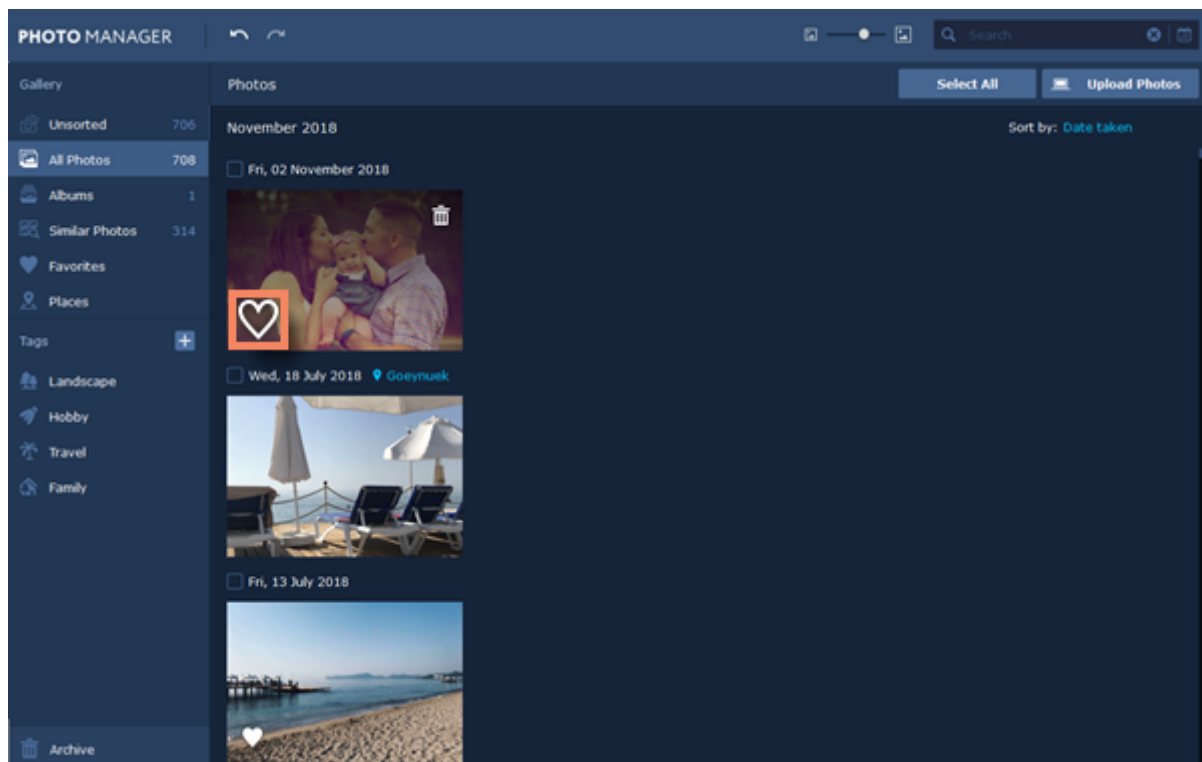 PHOTO MANAGER
Search
Gallery
Photos
Select All
Upload Photos
Unsorted 706
All Photos 708
Albums 1
Similar Photos 314
Favorites
Places
Tags
Landscape
Hobby
Travel
Family
Archive
November 2018
Sort by: Date taken
Fri, 02 November 2018
Wed, 18 July 2018 Goeynuek
Fri, 13 July 2018